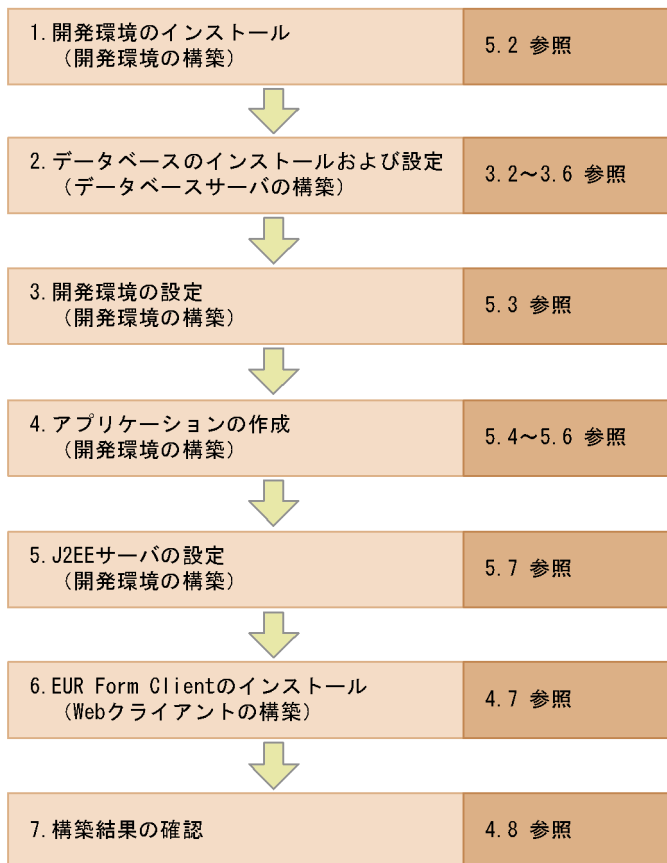 1.開発環境のインストール
（開発環境の構築）
5.2 参照
2.データベースのインストールおよび設定
（データベースサーバの構築）
3.2～3.6 参照
3.開発環境の設定
（開発環境の構築）
5.3 参照
4.アプリケーションの作成
（開発環境の構築）
5.4～5.6 参照
5.J2EEサーバの設定
（開発環境の構築）
5.7 参照
6.EUR Form Clientのインストール
（Webクライアントの構築）
4.7 参照
7.構築結果の確認
4.8 参照